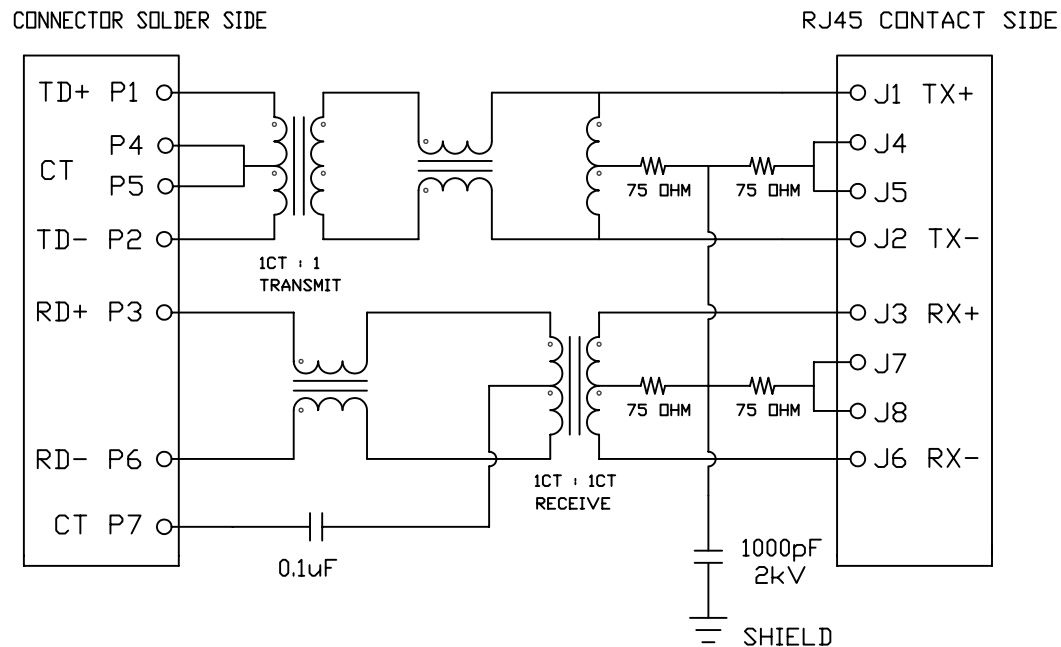 CONNECTOR SOLDER SIDE
RJ45 CONTACT SIDE
TD+ P1
P4
CT
P5
TD- P2
1CT : 1
TRANSMIT
RD+ P3
RD- P6
CT P7
0.1uF
75 OHM
75 OHM
75 OHM
75 OHM
1CT : 1CT
RECEIVE
1000pF
2kV
SHIELD
J1 TX+
J4
J5
J2 TX-
J3 RX+
J7
J8
J6 RX-